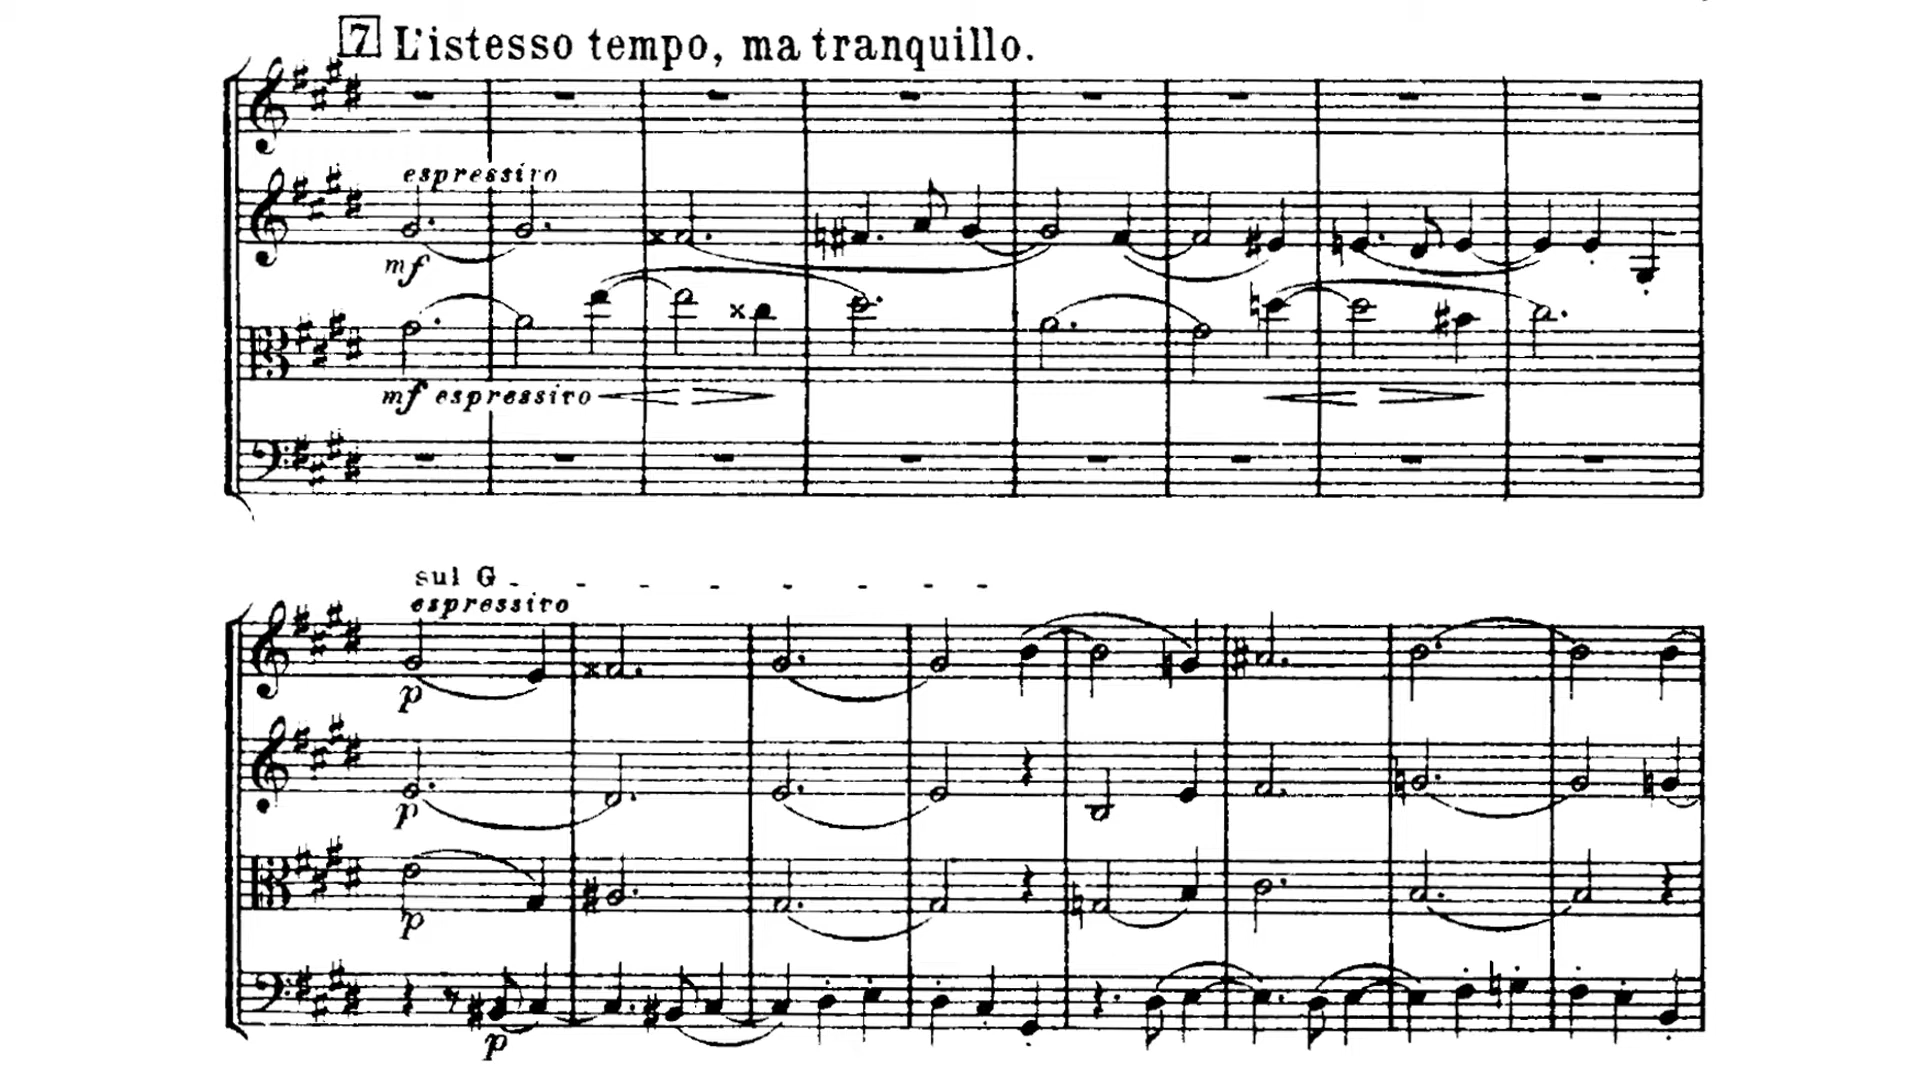 7 L'istesso tempo, ma tranquillo.
espressivo
mf
mf espressivo
sul G
espressivo
p
p
p
p